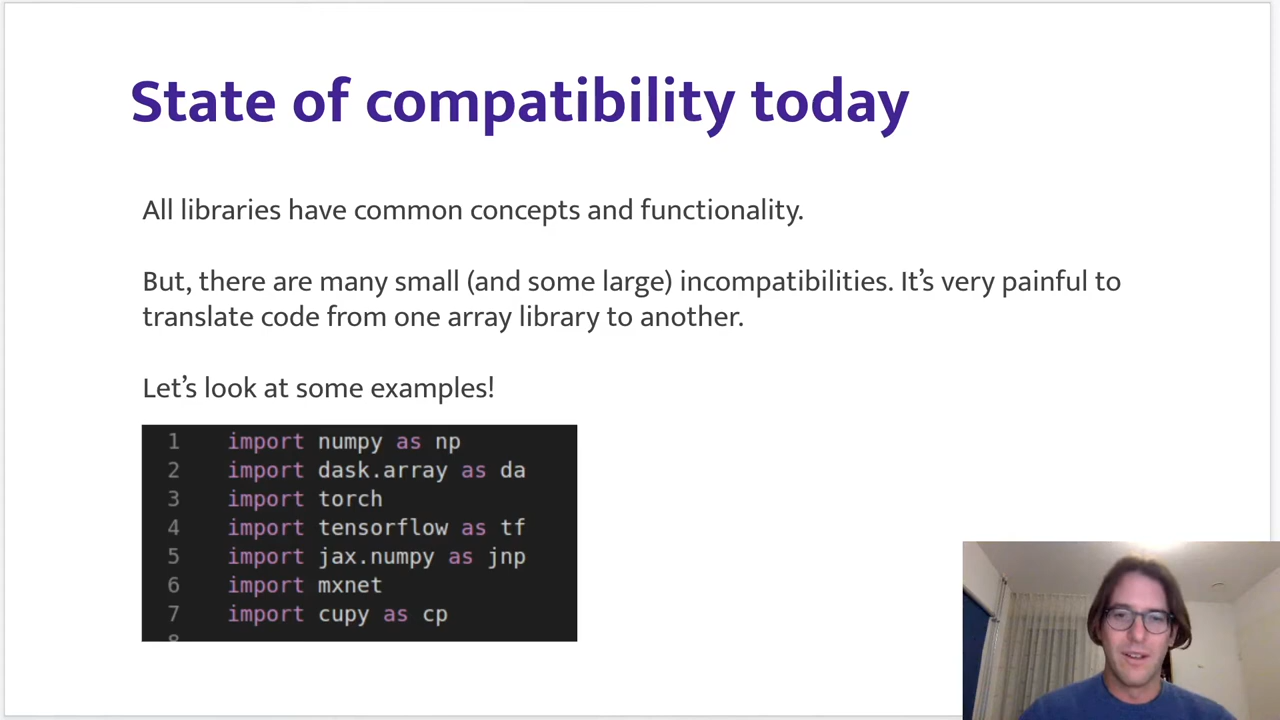 State of compatibility today
All libraries have common concepts and functionality.
But, there are many small (and some large) incompatibilities. It’s very painful to
translate code from one array library to another.
Let’s look at some examples!
1 import numpy as np
2 import dask.array as da
3 import torch
4 import tensorflow as tf
5 import jax.numpy as jnp
6 import mxnet
7 import cupy as cp
8